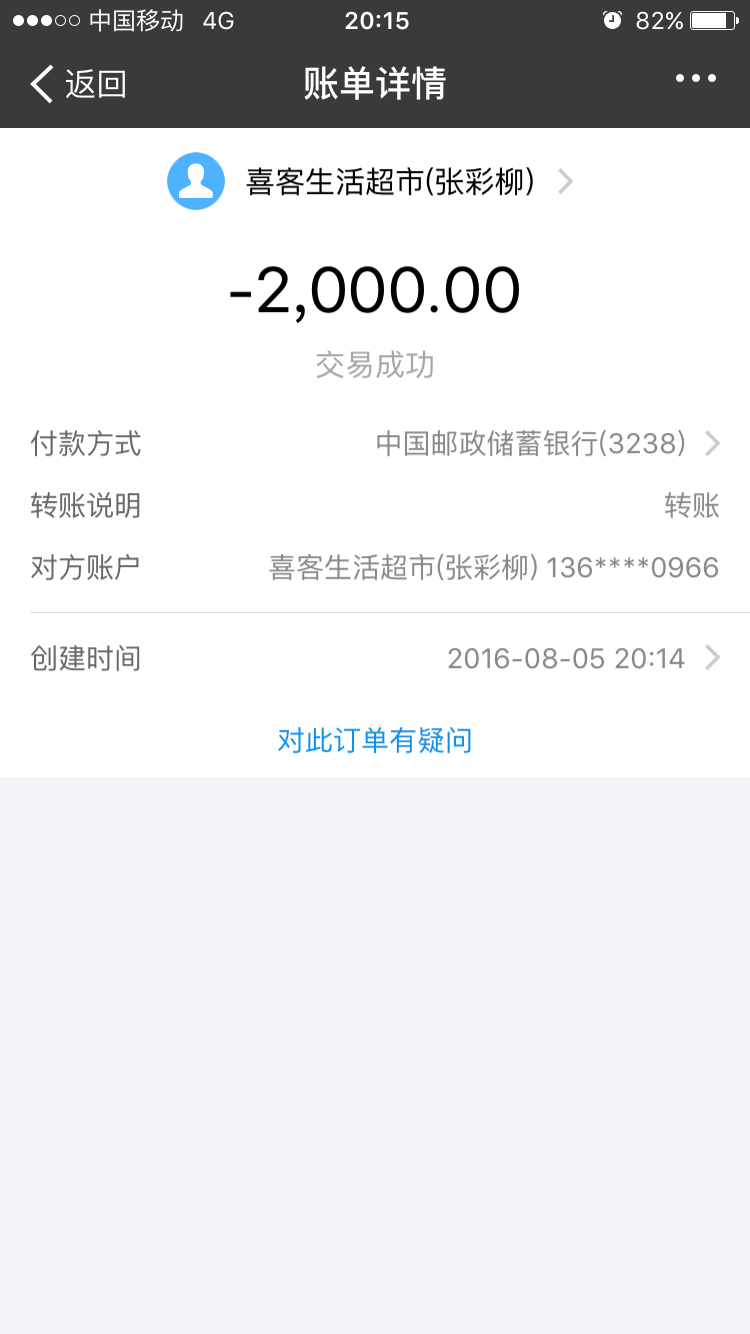 中国移动 4G 20:15 82%
返回 账单详情
喜客生活超市(张彩柳)
-2,000.00
交易成功
付款方式 中国邮政储蓄银行(3238)
转账说明 转账
对方账户 喜客生活超市(张彩柳) 136****0966
创建时间 2016-08-05 20:14
对此订单有疑问